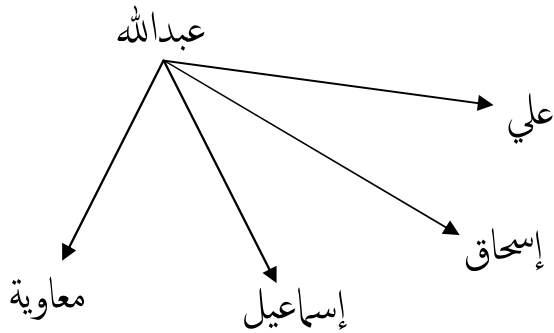 عبدالله
علي
إسحاق
إسماعيل
معاوية